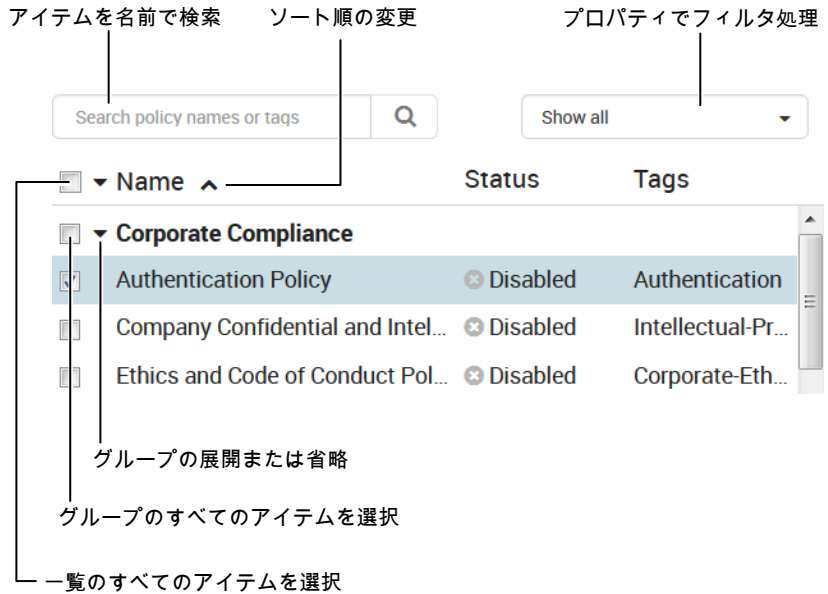 アイテムを名前で検索 ソート順の変更 プロパティでフィルタ処理
Search policy names or tags Show all
Name Status Tags
Corporate Compliance
Authentication Policy Disabled Authentication
Company Confidential and Intel... Disabled Intellectual-Pr...
Ethics and Code of Conduct Pol... Disabled Corporate-Eth...
グループの展開または省略
グループのすべてのアイテムを選択
一覧のすべてのアイテムを選択